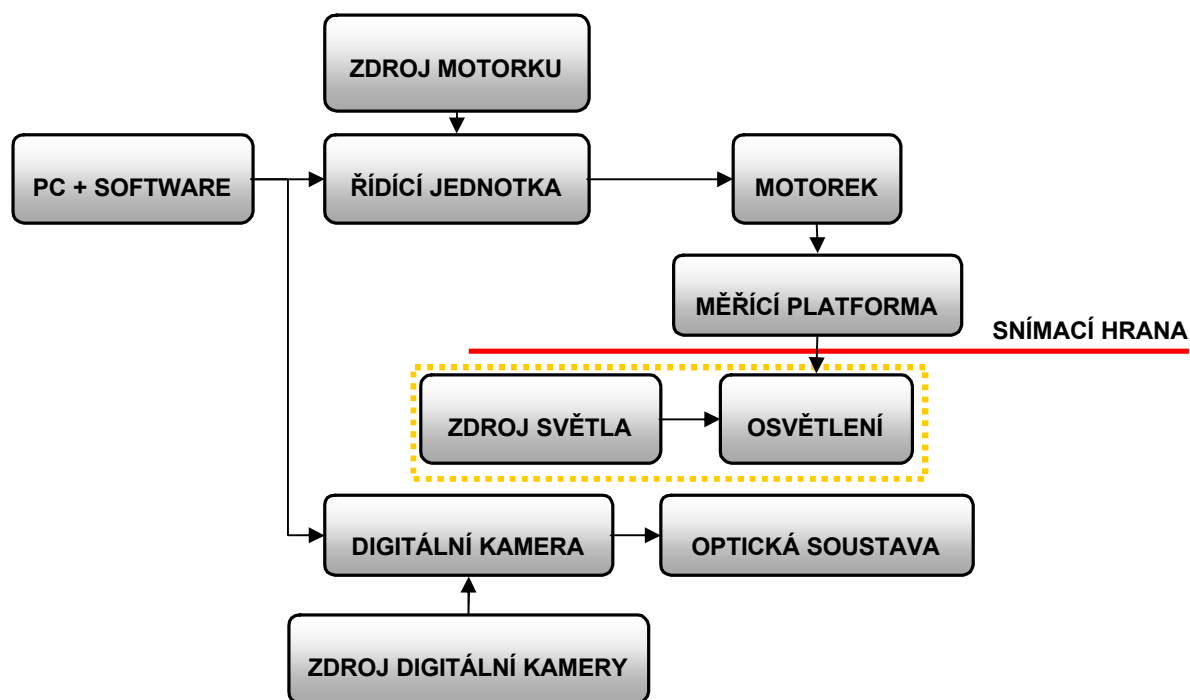 ZDROJ MOTORKU
PC + SOFTWARE
ŘÍDÍCÍ JEDNOTKA
MOTOREK
MĚŘÍCÍ PLATFORMA
SNÍMACÍ HRANA
ZDROJ SVĚTLA
OSVĚTLENÍ
DIGITÁLNÍ KAMERA
OPTICKÁ SOUSTAVA
ZDROJ DIGITÁLNÍ KAMERY